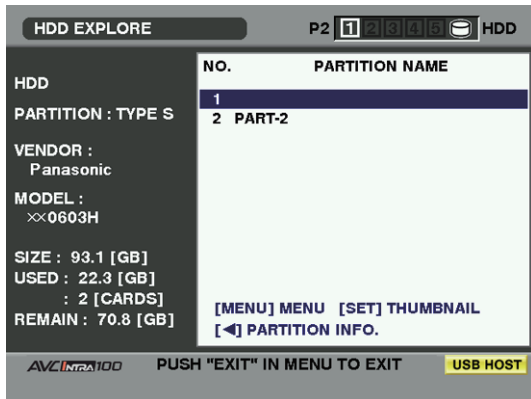 HDD EXPLORE
P2 1 2 3 4 5 HDD
HDD
PARTITION : TYPE S
VENDOR :
Panasonic
MODEL :
××0603H
SIZE : 93.1 [GB]
USED : 22.3 [GB]
: 2 [CARDS]
REMAIN : 70.8 [GB]
NO. PARTITION NAME
1
2 PART-2
[MENU] MENU [SET] THUMBNAIL
[◀] PARTITION INFO.
AVC INTRA 100 PUSH "EXIT" IN MENU TO EXIT USB HOST